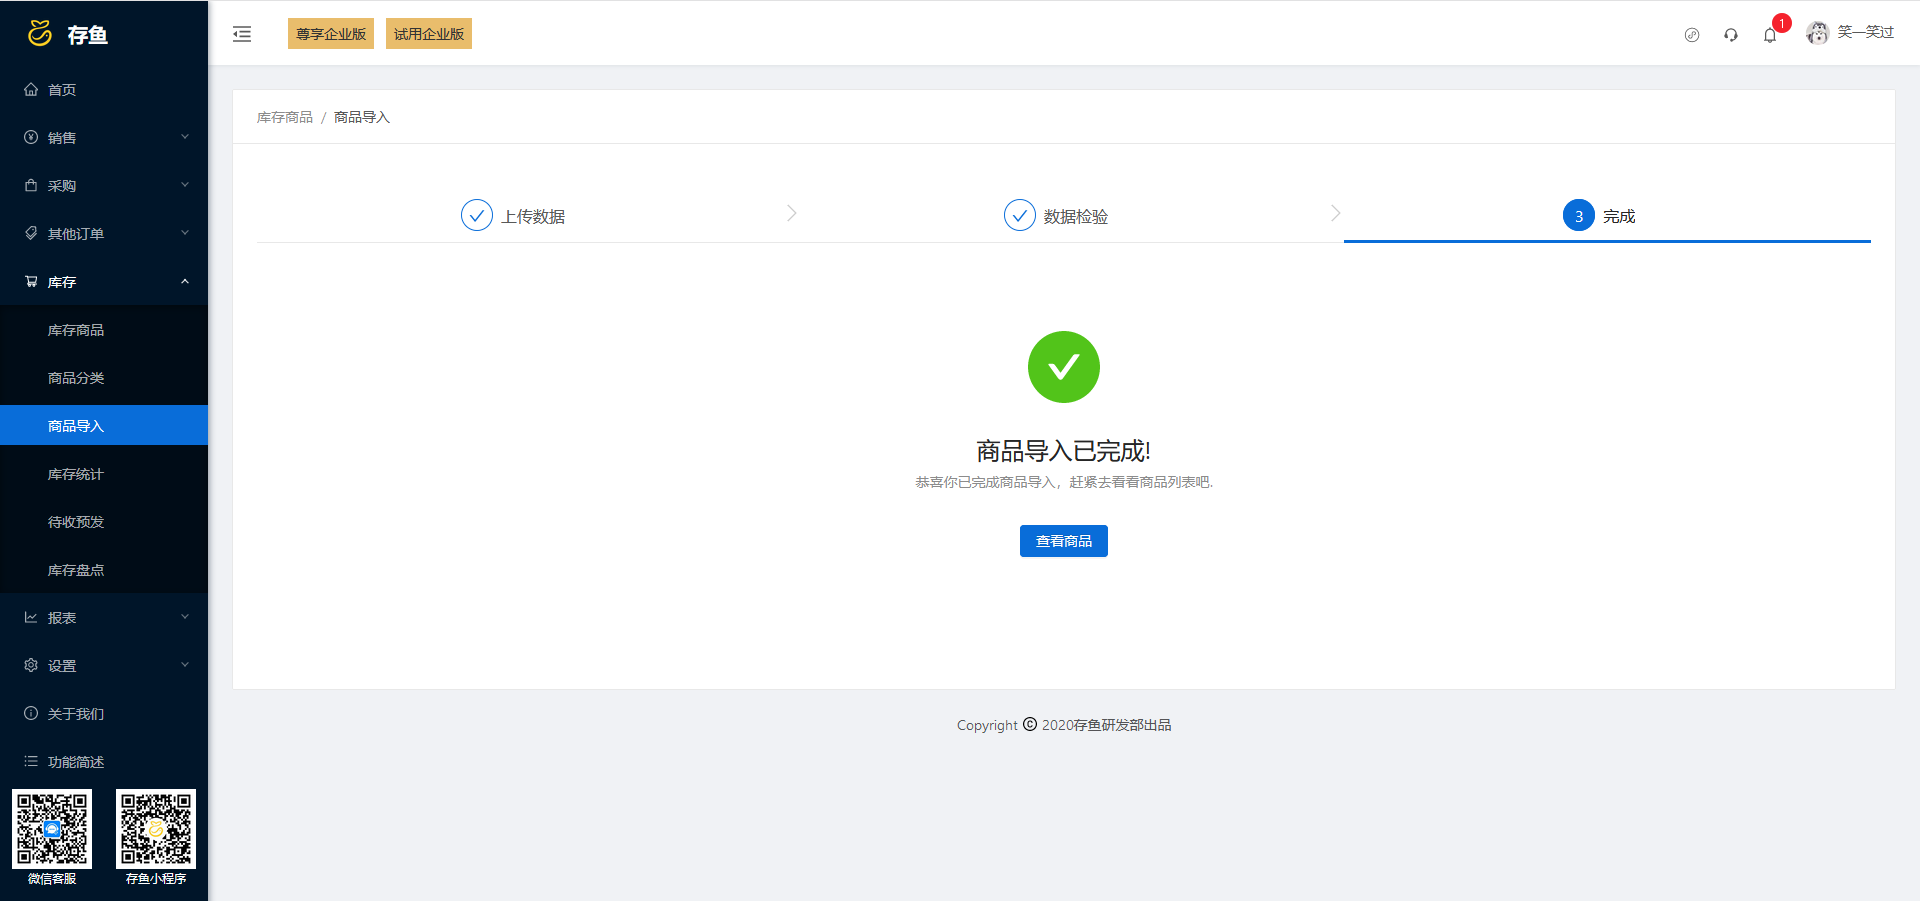 存鱼
首页
销售
采购
其他订单
库存
库存商品
商品分类
商品导入
库存统计
待收预发
库存盘点
报表
设置
关于我们
功能简述
微信客服 存鱼小程序
尊享企业版 试用企业版
1
笑一笑过
库存商品 / 商品导入
上传数据 数据检验 3 完成
商品导入已完成!
恭喜你已完成商品导入，赶紧去看看商品列表吧.
查看商品
Copyright © 2020存鱼研发部出品